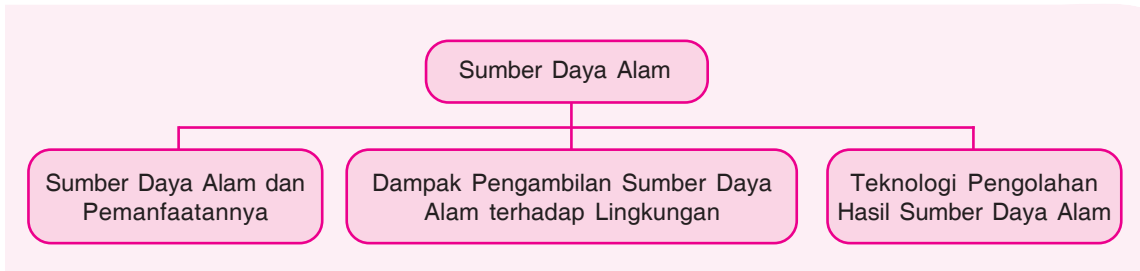 Sumber Daya Alam
Sumber Daya Alam dan
Pemanfaatannya
Dampak Pengambilan Sumber Daya
Alam terhadap Lingkungan
Teknologi Pengolahan
Hasil Sumber Daya Alam